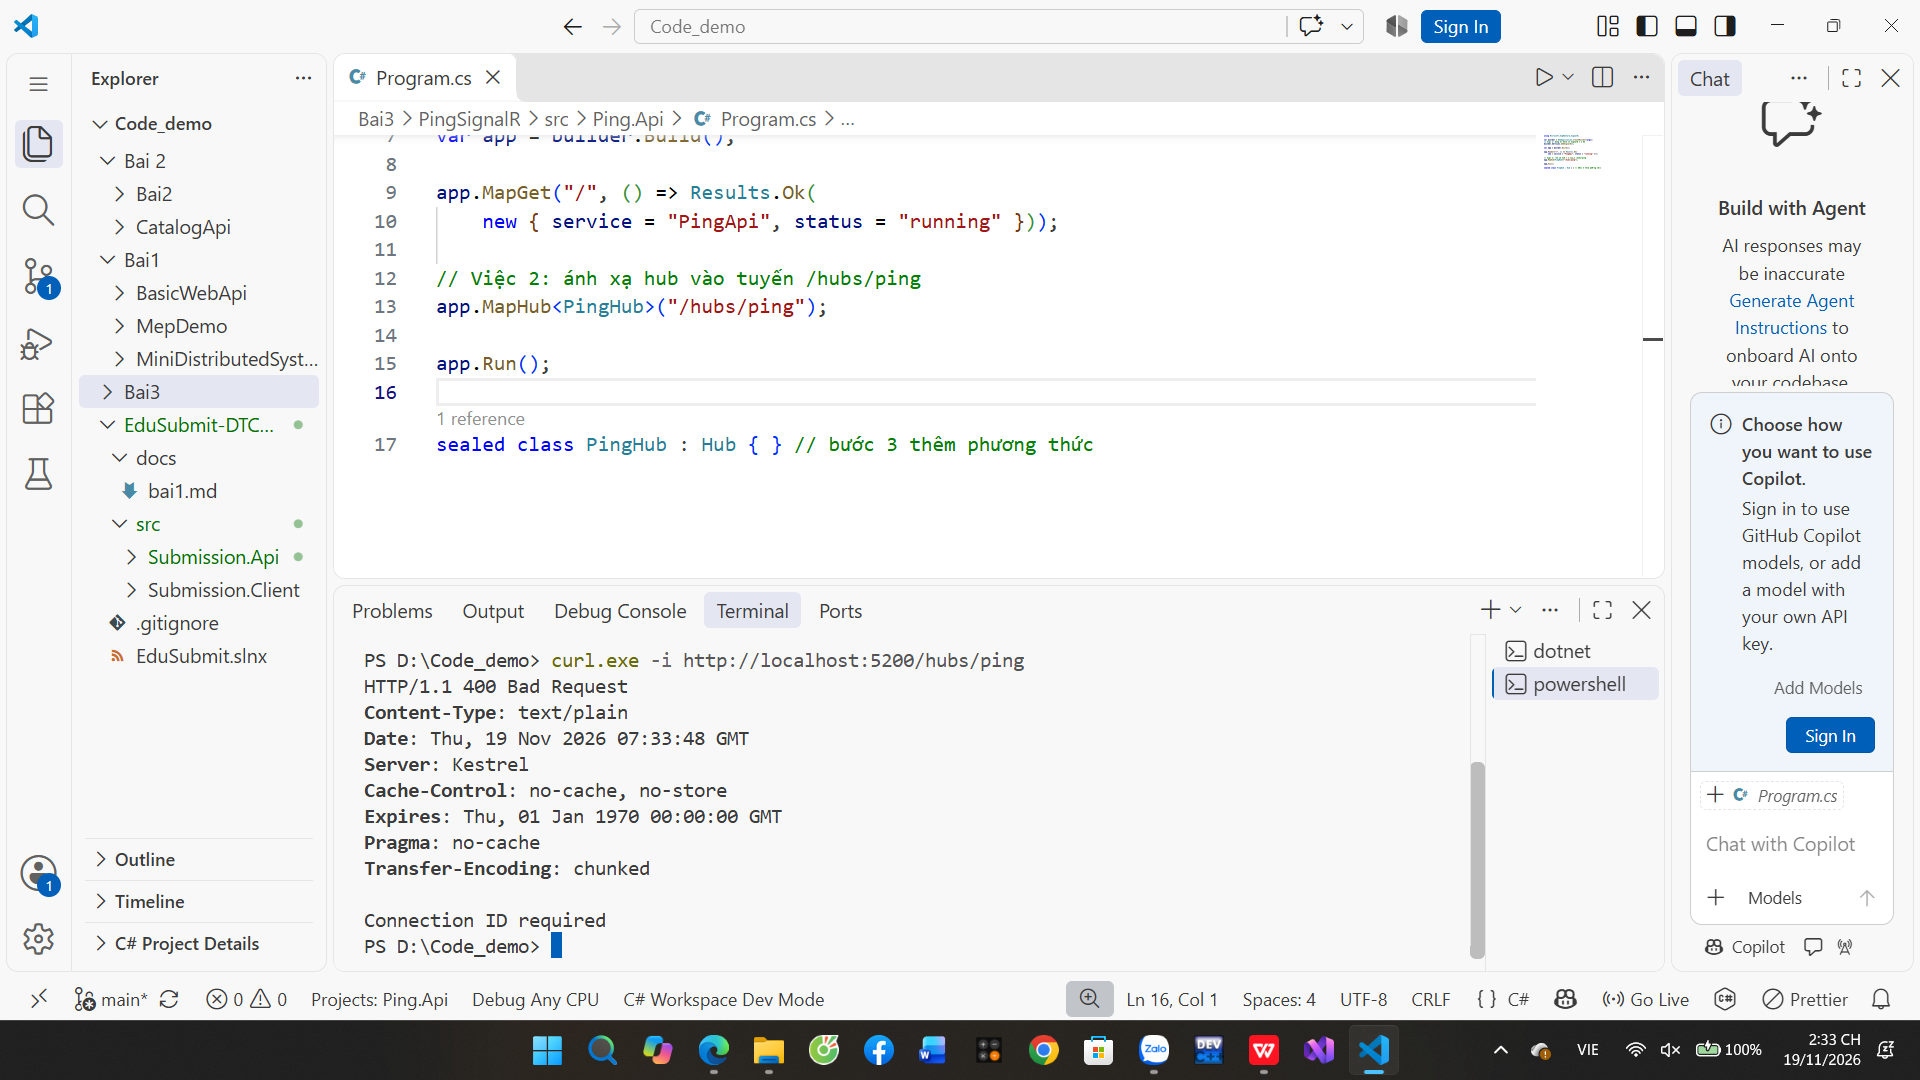 Code_demo
Sign In
Explorer
Code_demo
Bai 2
Bai2
CatalogApi
Bai1
BasicWebApi
MepDemo
MiniDistributedSyst...
Bai3
EduSubmit-DTC...
docs
bai1.md
src
Submission.Api
Submission.Client
.gitignore
EduSubmit.slnx
Outline
Timeline
C# Project Details
1
1
Program.cs
Bai3 > PingSignalR > src > Ping.Api > Program.cs > ...
7 var app = builder.Build();
8
9 app.MapGet("/", () => Results.Ok(
10 new { service = "PingApi", status = "running" }));
11
12 // Việc 2: ánh xạ hub vào tuyến /hubs/ping
13 app.MapHub<PingHub>("/hubs/ping");
14
15 app.Run();
16
1 reference
17 sealed class PingHub : Hub { } // bước 3 thêm phương thức
Problems Output Debug Console Terminal Ports
PS D:\Code_demo> curl.exe -i http://localhost:5200/hubs/ping
HTTP/1.1 400 Bad Request
Content-Type: text/plain
Date: Thu, 19 Nov 2026 07:33:48 GMT
Server: Kestrel
Cache-Control: no-cache, no-store
Expires: Thu, 01 Jan 1970 00:00:00 GMT
Pragma: no-cache
Transfer-Encoding: chunked
Connection ID required
PS D:\Code_demo>
dotnet
powershell
Chat
Build with Agent
AI responses may
be inaccurate
Generate Agent
Instructions to
onboard AI onto
your codebase
Choose how
you want to use
Copilot.
Sign in to use
GitHub Copilot
models, or add
a model with
your own API
key.
Add Models
Sign In
Program.cs
Chat with Copilot
Models
Copilot
main* 0 0 Projects: Ping.Api Debug Any CPU C# Workspace Dev Mode Ln 16, Col 1 Spaces: 4 UTF-8 CRLF { } C# Go Live Prettier
Zalo
DEV
VIE
100%
2:33 CH
19/11/2026